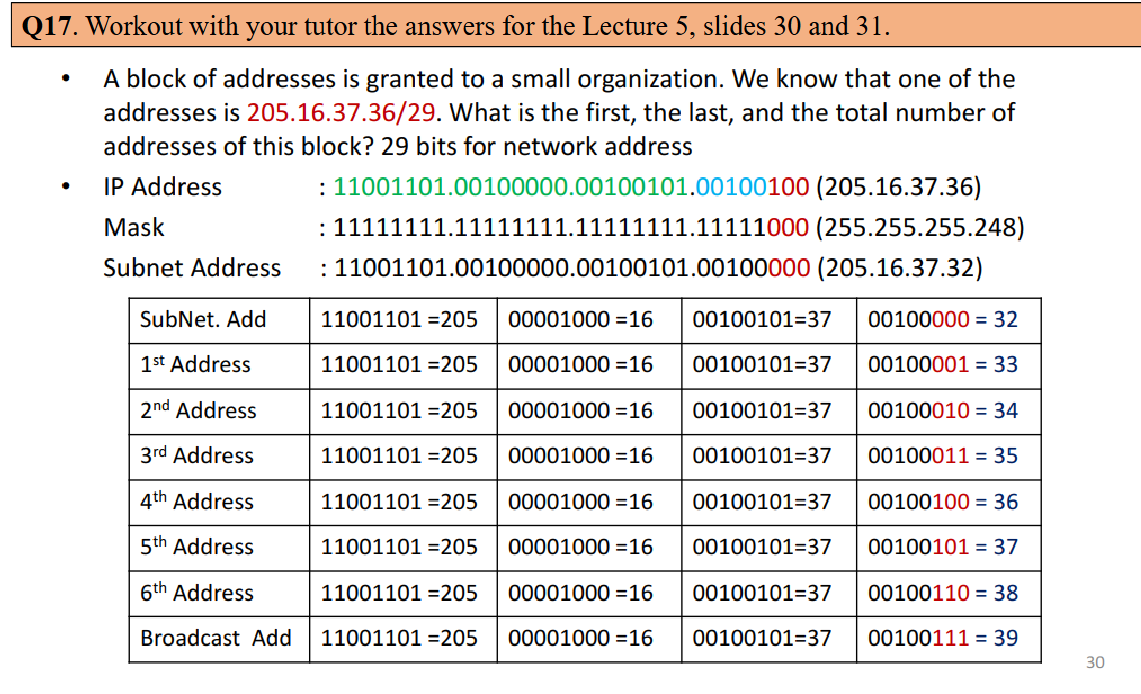 Q17. Workout with your tutor the answers for the Lecture 5, slides 30 and 31.
• A block of addresses is granted to a small organization. We know that one of the
addresses is 205.16.37.36/29. What is the first, the last, and the total number of
addresses of this block? 29 bits for network address
• IP Address : 11001101.00100000.00100101.00100100 (205.16.37.36)
Mask : 11111111.11111111.11111111.11111000 (255.255.255.248)
Subnet Address : 11001101.00100000.00100101.00100000 (205.16.37.32)
SubNet. Add 11001101 =205 00001000 =16 00100101=37 00100000 = 32
1st Address 11001101 =205 00001000 =16 00100101=37 00100001 = 33
2nd Address 11001101 =205 00001000 =16 00100101=37 00100010 = 34
3rd Address 11001101 =205 00001000 =16 00100101=37 00100011 = 35
4th Address 11001101 =205 00001000 =16 00100101=37 00100100 = 36
5th Address 11001101 =205 00001000 =16 00100101=37 00100101 = 37
6th Address 11001101 =205 00001000 =16 00100101=37 00100110 = 38
Broadcast Add 11001101 =205 00001000 =16 00100101=37 00100111 = 39
30